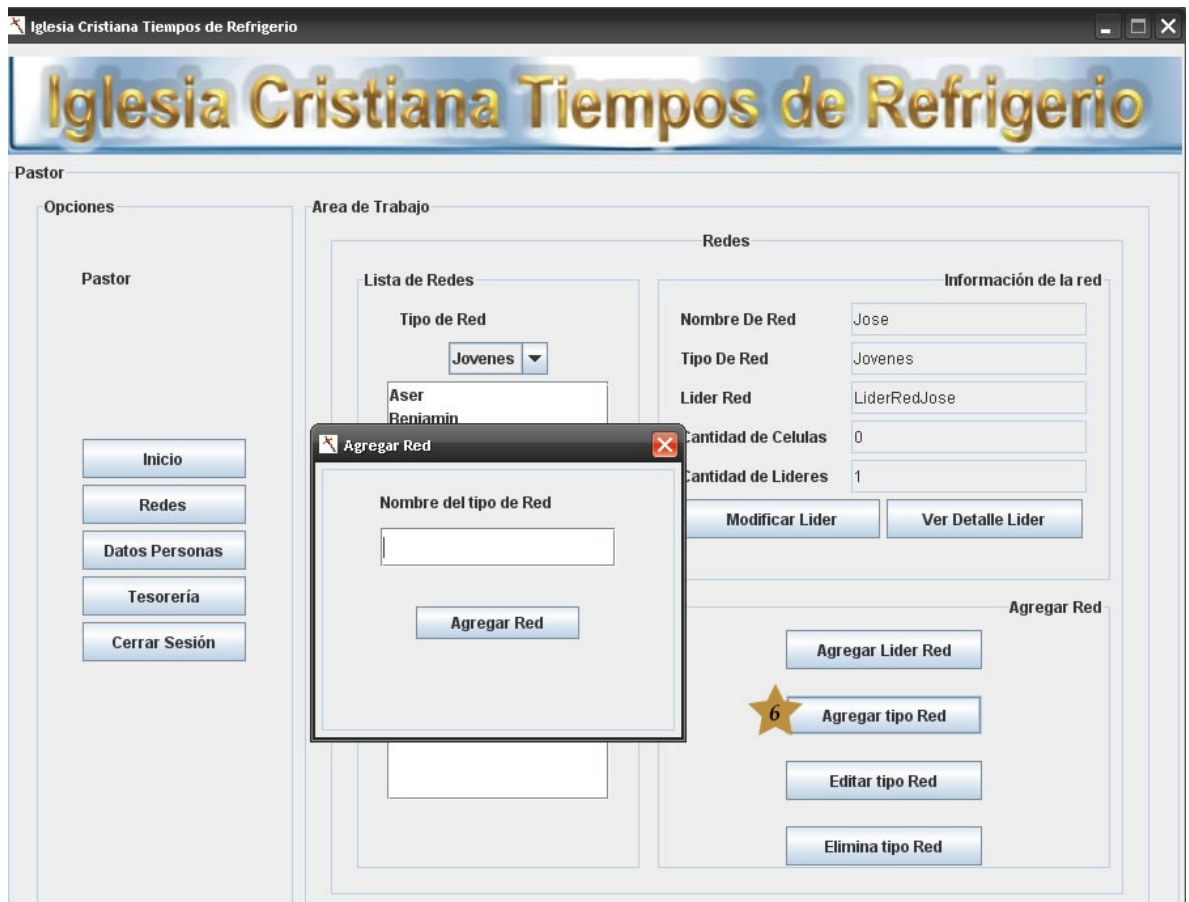 Iglesia Cristiana Tiempos de Refrigerio
Iglesia Cristiana Tiempos de Refrigerio
Pastor
Opciones
Pastor
Inicio
Redes
Datos Personas
Tesorería
Cerrar Sesión
Area de Trabajo
Redes
Lista de Redes
Tipo de Red
Jovenes
Aser
Benjamin
Información de la red
Nombre De Red Jose
Tipo De Red Jovenes
Lider Red LiderRedJose
Cantidad de Celulas 0
Cantidad de Lideres 1
Modificar Lider Ver Detalle Lider
Agregar Red
Nombre del tipo de Red
Agregar Red
Agregar Red
Agregar Lider Red
6 Agregar tipo Red
Editar tipo Red
Elimina tipo Red